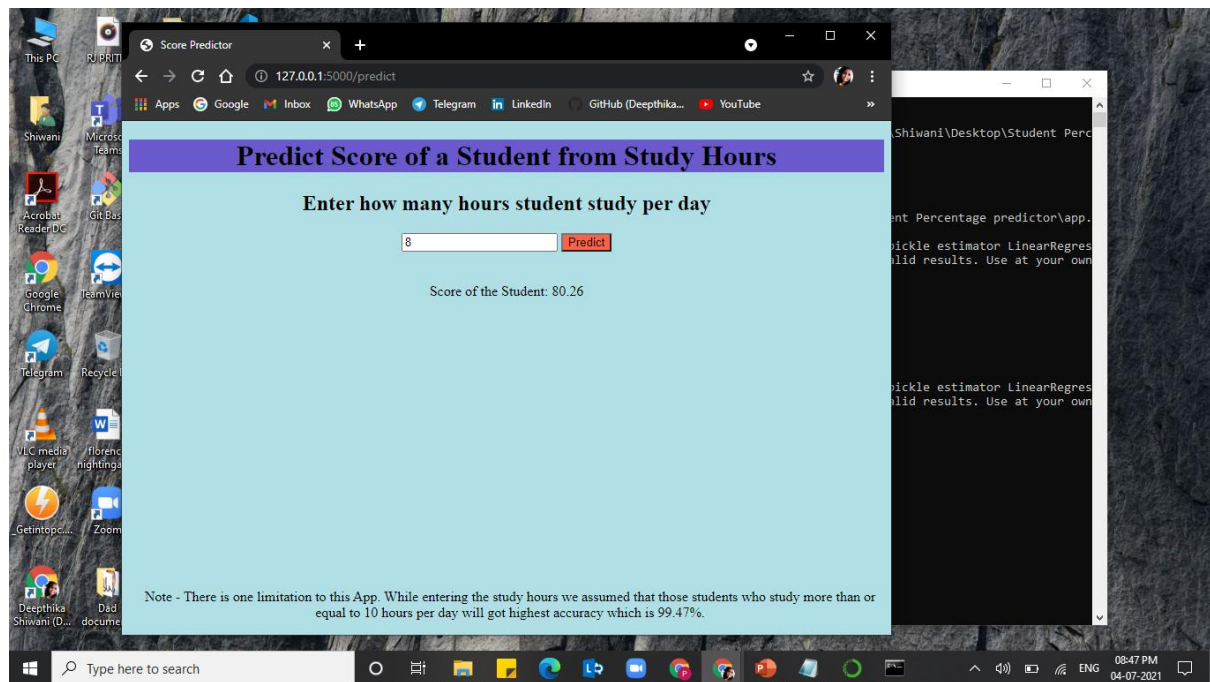 This PC
RJ PRITI
Shiwani
Teams
Acrobat
Reader DC
Git Bas
Google
Chrome
TeamVie
Telegram
Recycle
VLC media
player
florenc
nightinga
_Getintopc....
Zoom
Deepthika
Shiwani (D...
Dad
docume
Score Predictor
127.0.0.1:5000/predict
Apps Google Inbox WhatsApp Telegram LinkedIn GitHub (Deepthika... YouTube »
Predict Score of a Student from Study Hours
Enter how many hours student study per day
8 Predict
Score of the Student: 80.26
Note - There is one limitation to this App. While entering the study hours we assumed that those students who study more than or
equal to 10 hours per day will got highest accuracy which is 99.47%.
\Shiwani\Desktop\Student Perc
ent Percentage predictor\app.
pickle estimator LinearRegres
alid results. Use at your own
pickle estimator LinearRegres
alid results. Use at your own
Type here to search
ENG
08:47 PM
04-07-2021